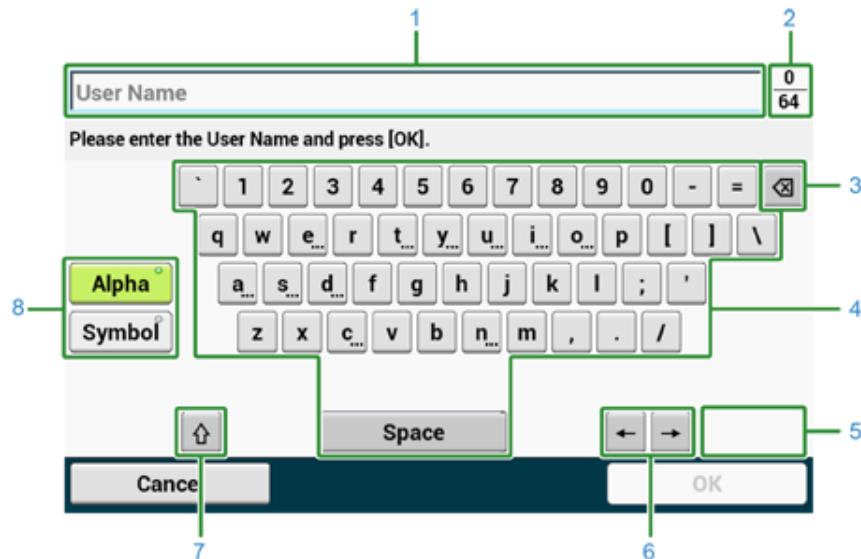 1 2
User Name 0
64
Please enter the User Name and press [OK].
` 1 2 3 4 5 6 7 8 9 0 - = 3
q w e... r t... y... u... i... o... p [ ] \
8 Alpha a... s... d... f g h j k l ; ' 4
Symbol z x c... v b n... m , . /
⇧ Space ← → 5
Cancel OK
7 6